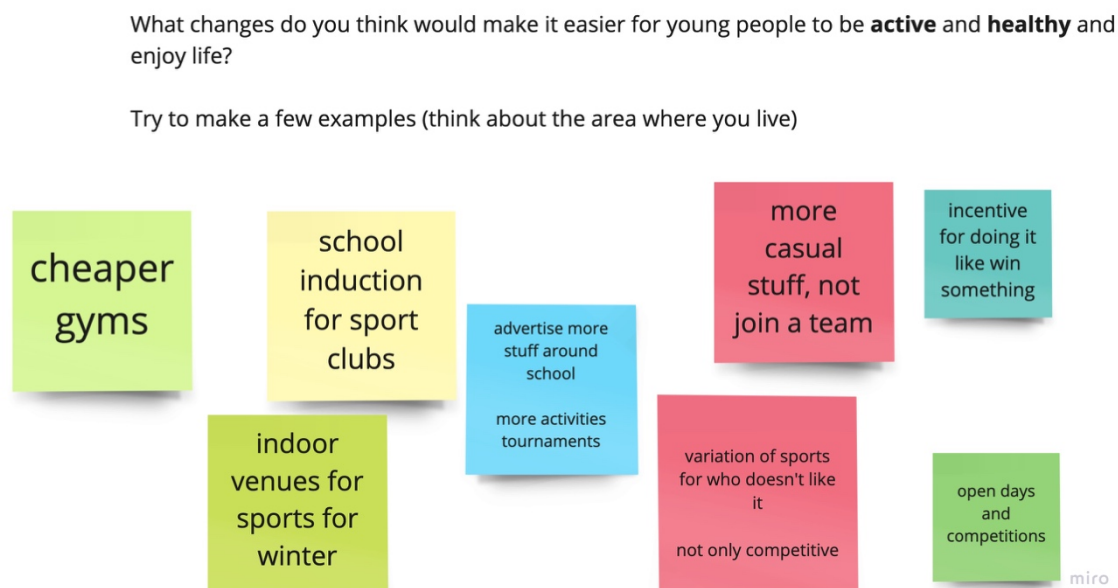 What changes do you think would make it easier for young people to be active and healthy and
enjoy life?
Try to make a few examples (think about the area where you live)
cheaper
gyms
school
induction
for sport
clubs
indoor
venues for
sports for
winter
advertise more
stuff around
school
more activities
tournaments
more
casual
stuff, not
join a team
variation of sports
for who doesn't like
it
not only competitive
incentive
for doing it
like win
something
open days
and
competitions
miro